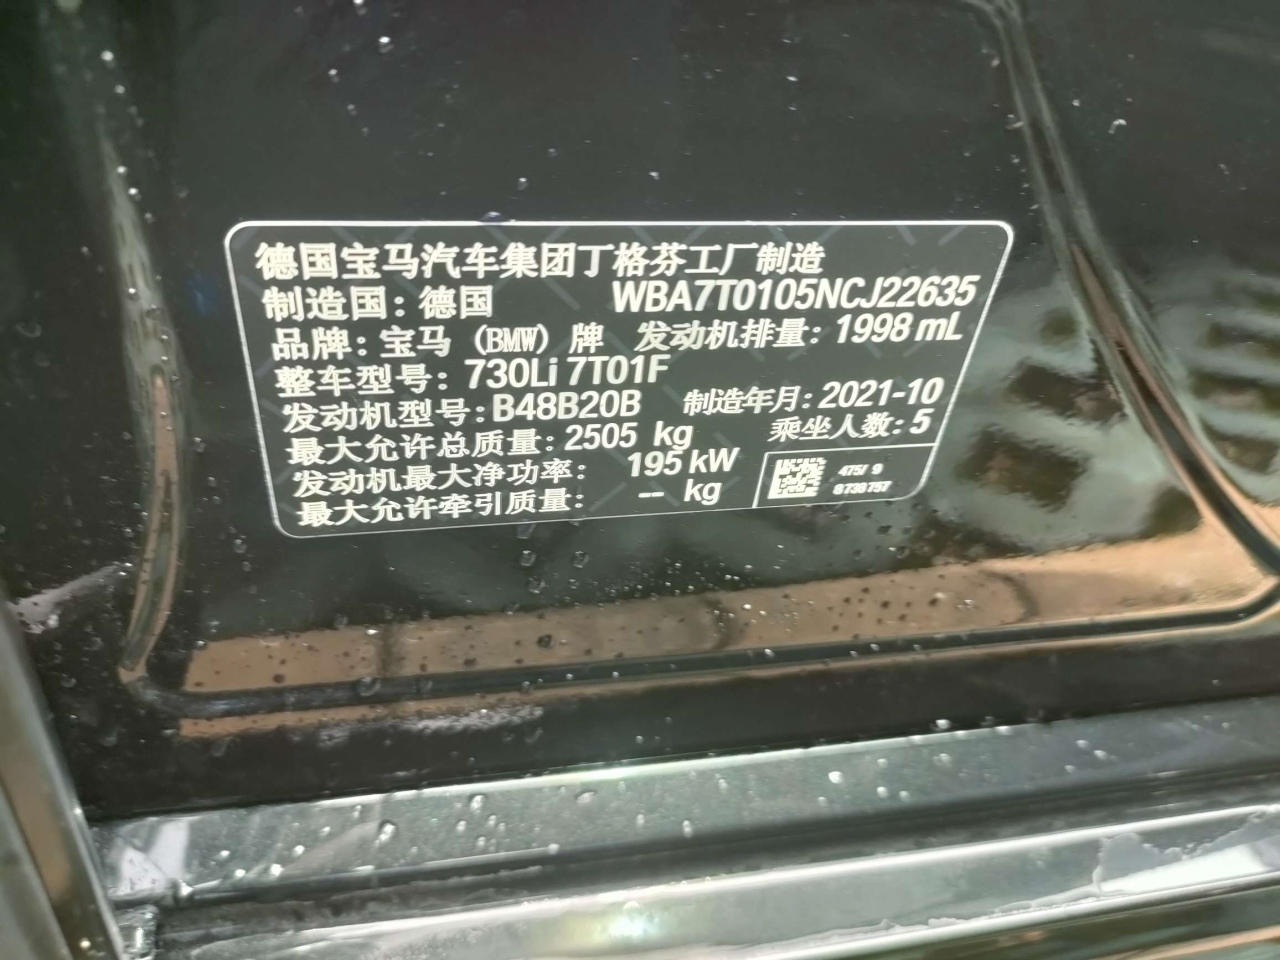 德国宝马汽车集团丁格芬工厂制造
制造国：德国 WBA7T0105NCJ22635
品牌：宝马（BMW）牌 发动机排量：1998 mL
整车型号：730Li 7T01F
发动机型号：B48B20B 制造年月：2021-10
最大允许总质量：2505 kg 乘坐人数：5
发动机最大净功率： 195 kW
最大允许牵引质量： -- kg
475/ 9
8738757